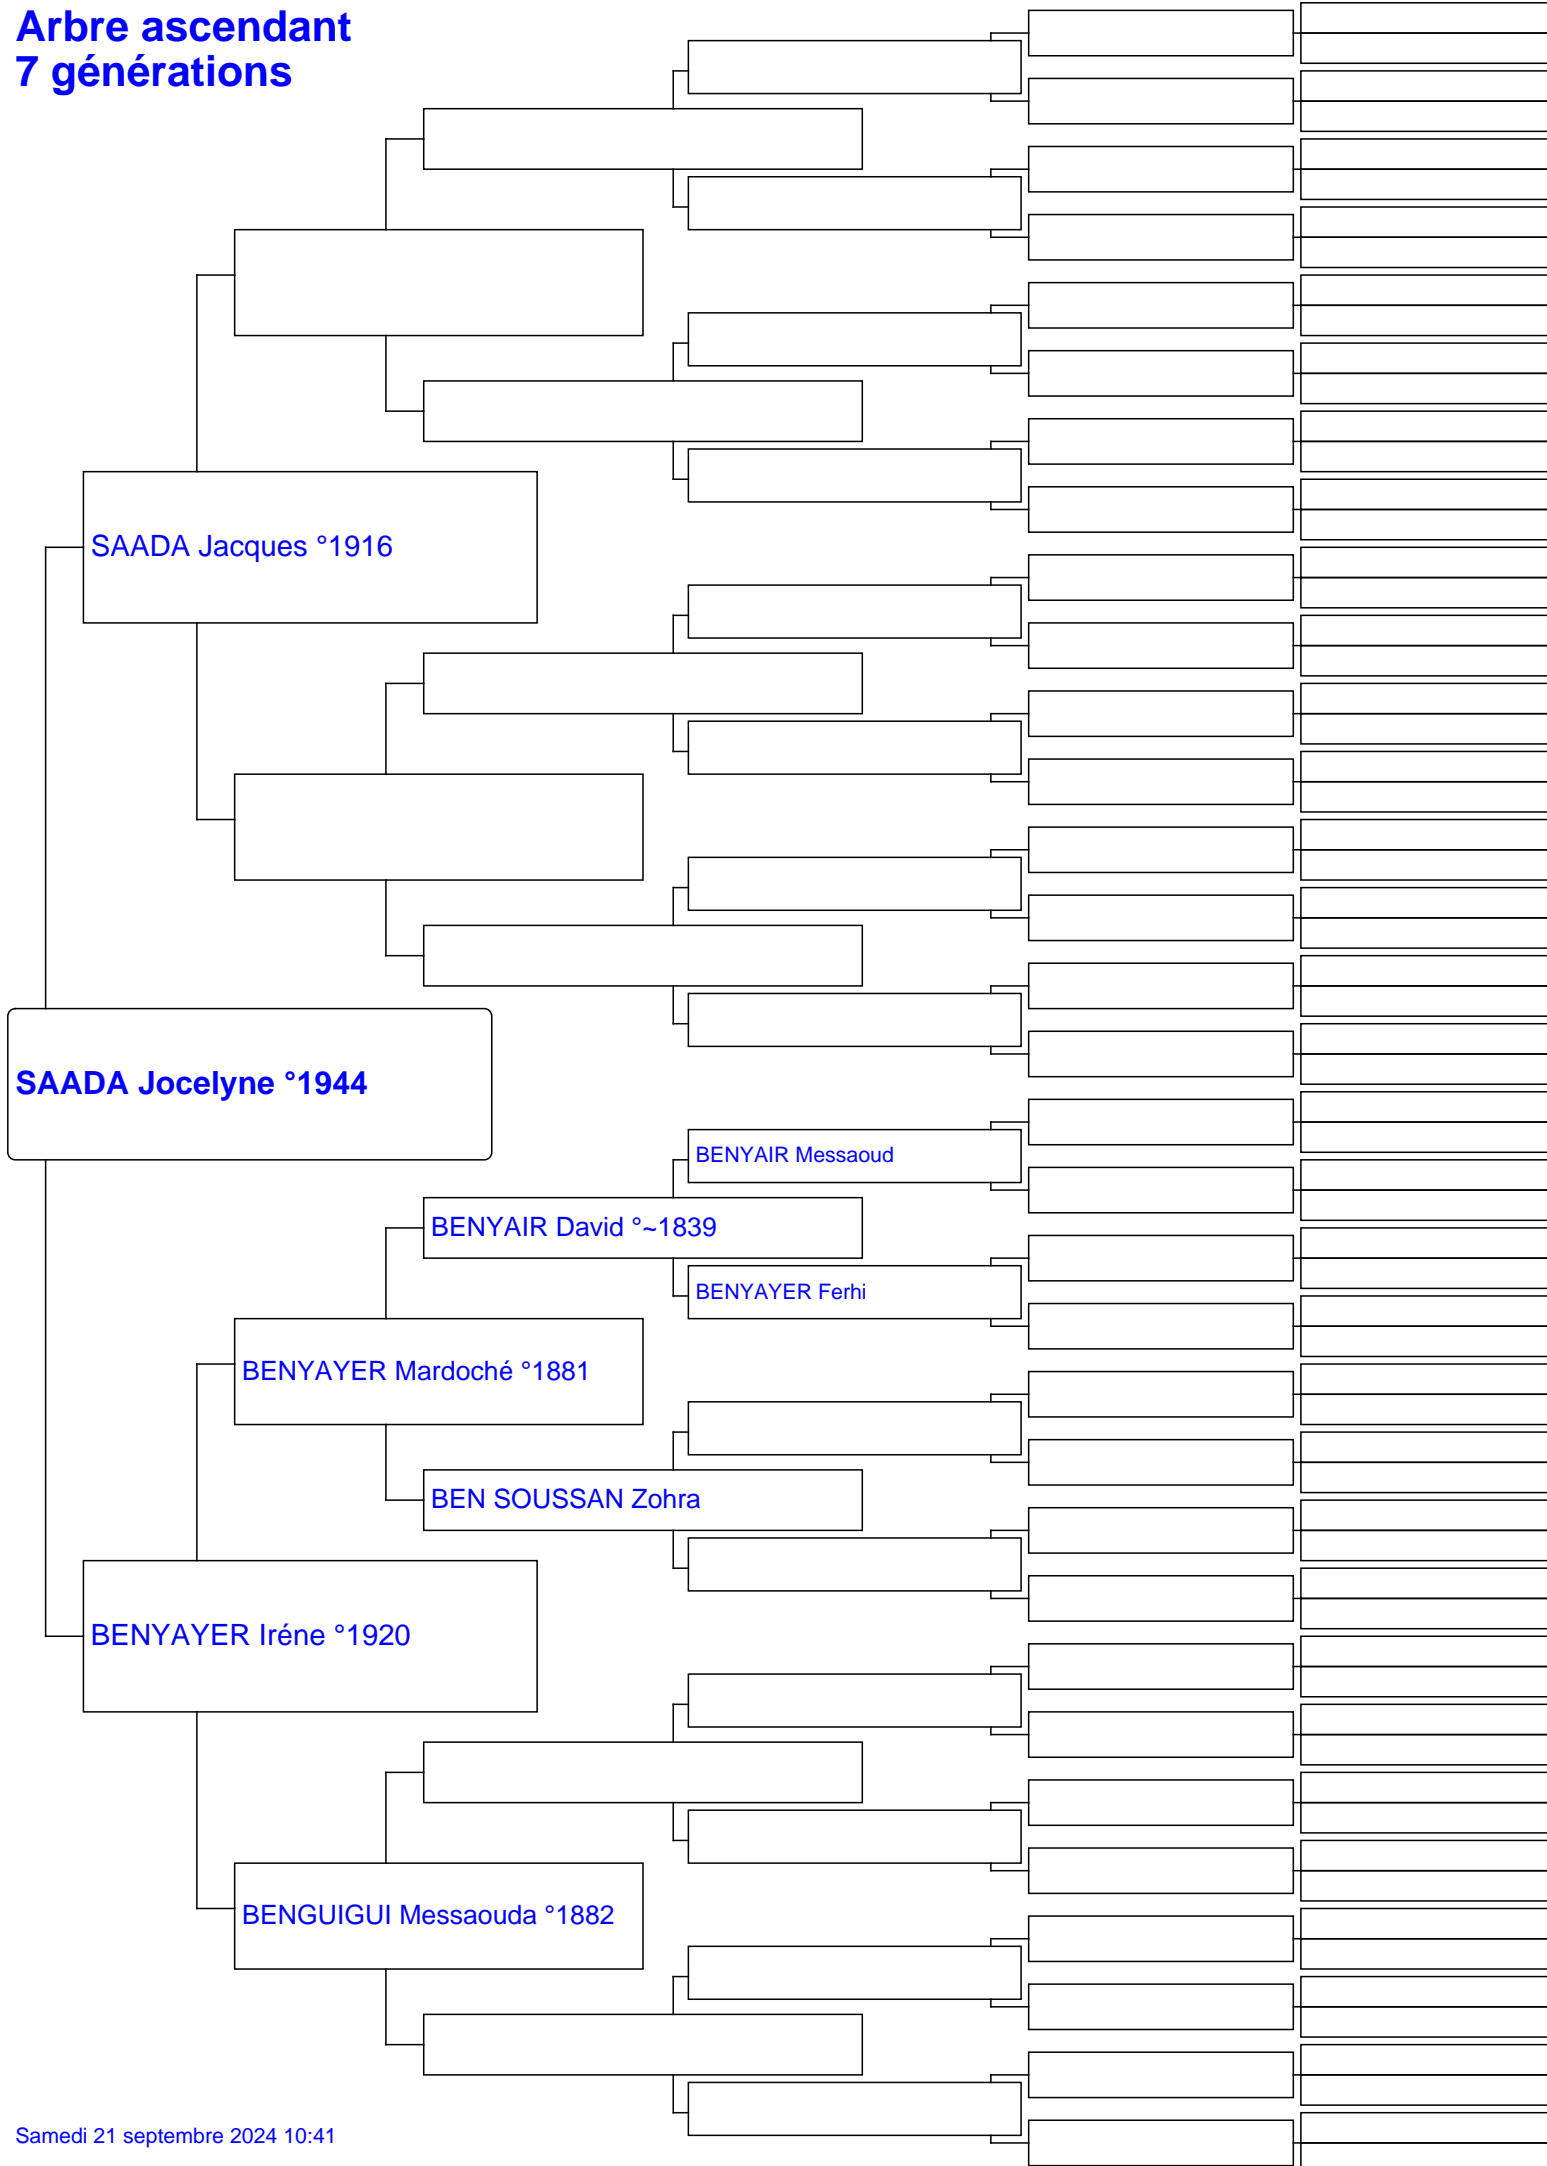 Arbre ascendant
7 générations
SAADA Jacques °1916
SAADA Jocelyne °1944
BENYAIR Messaoud
BENYAIR David °~1839
BENYAYER Ferhi
BENYAYER Mardoché °1881
BEN SOUSSAN Zohra
BENYAYER Iréne °1920
BENGUIGUI Messaouda °1882
Samedi 21 septembre 2024 10:41